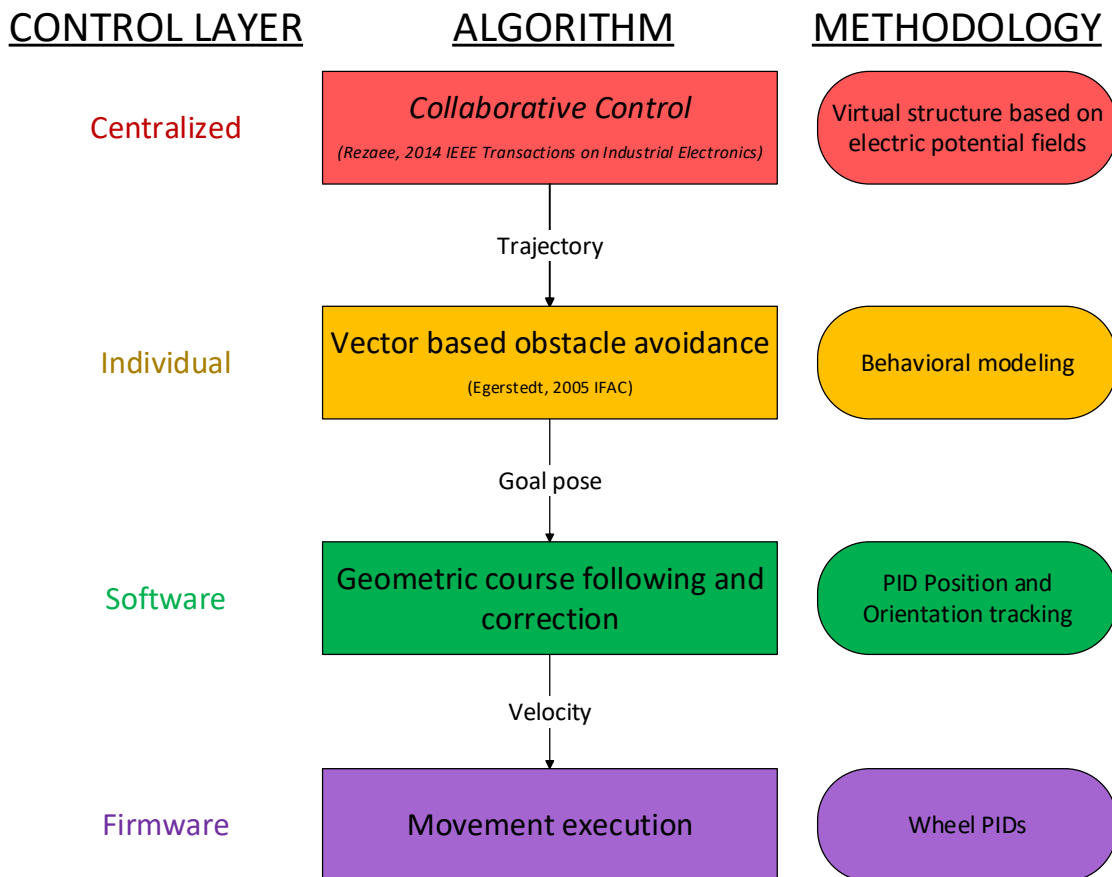 CONTROL LAYER ALGORITHM METHODOLOGY
Centralized
Collaborative Control
(Rezaee, 2014 IEEE Transactions on Industrial Electronics)
Virtual structure based on
electric potential fields
Trajectory
Individual
Vector based obstacle avoidance
(Egerstedt, 2005 IFAC)
Behavioral modeling
Goal pose
Software
Geometric course following and
correction
PID Position and
Orientation tracking
Velocity
Firmware
Movement execution
Wheel PIDs